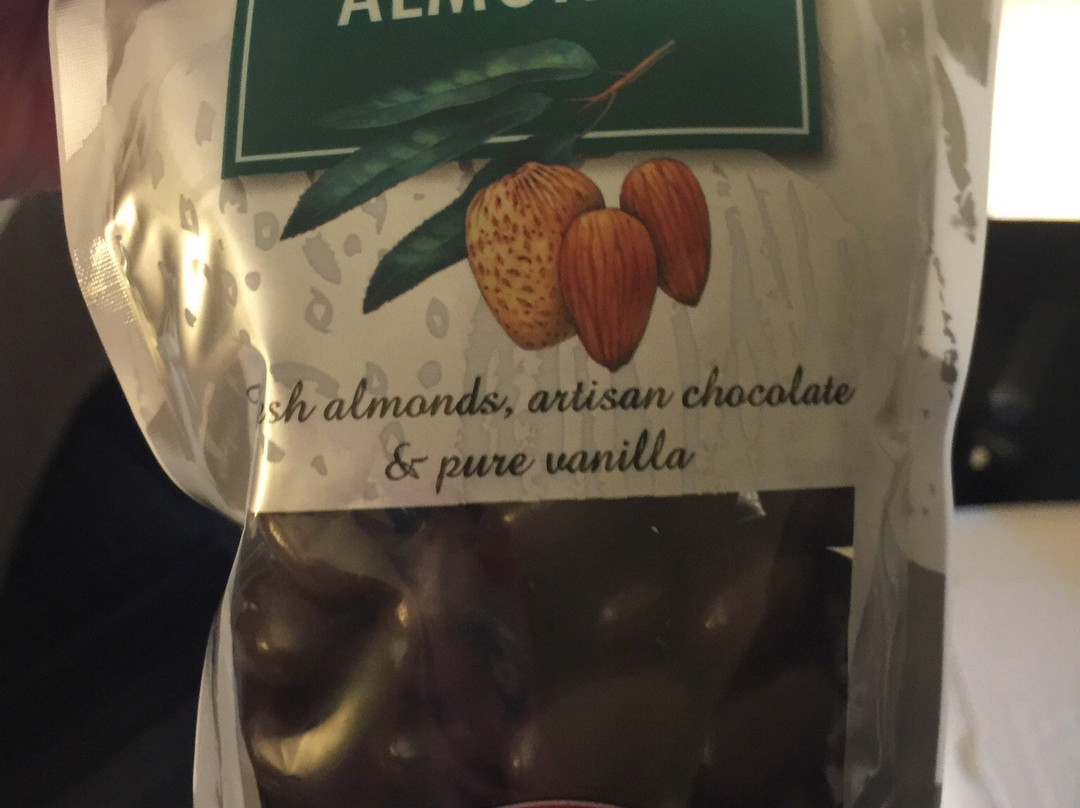 almonds, artisan chocolate
& pure vanilla